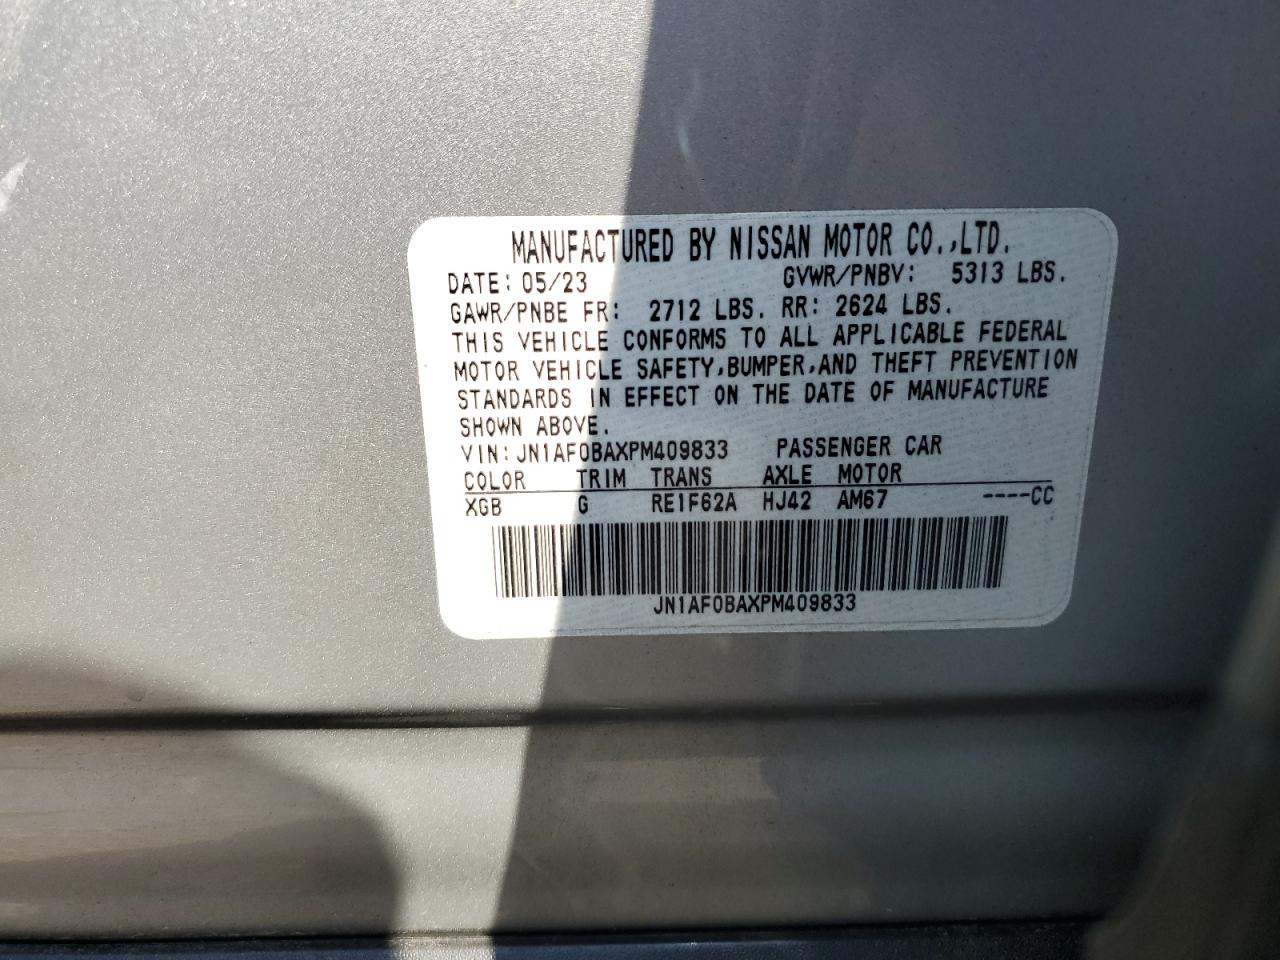 MANUFACTURED BY NISSAN MOTOR CO.,LTD.
DATE: 05/23 GVWR/PNBV: 5313 LBS.
GAWR/PNBE FR: 2712 LBS. RR: 2624 LBS.
THIS VEHICLE CONFORMS TO ALL APPLICABLE FEDERAL
MOTOR VEHICLE SAFETY,BUMPER,AND THEFT PREVENTION
STANDARDS IN EFFECT ON THE DATE OF MANUFACTURE
SHOWN ABOVE.
VIN: JN1AF0BAXPM409833 PASSENGER CAR
COLOR TRIM TRANS AXLE MOTOR
XGB G RE1F62A HJ42 AM67 ----CC
JN1AF0BAXPM409833